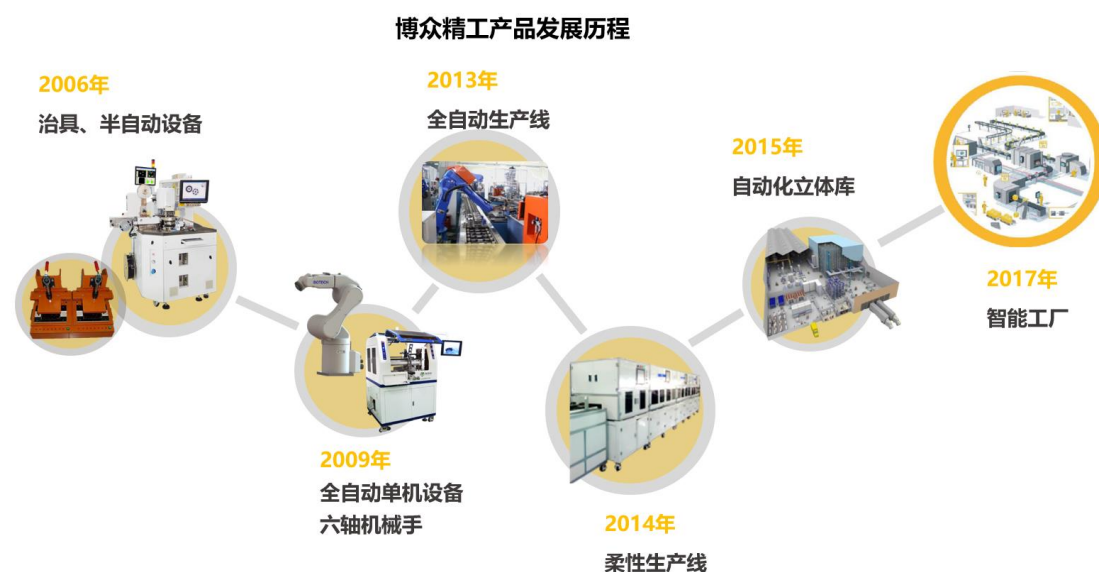 博众精工产品发展历程
2006年
治具、半自动设备
2009年
全自动单机设备
六轴机械手
2013年
全自动生产线
2014年
柔性生产线
2015年
自动化立体库
2017年
智能工厂